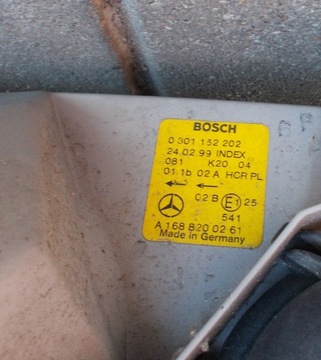 BOSCH
0 301 152 202
24.02.99 INDEX
081 K20 04
01 1b 02 A HCR PL
02 B E1 25
541
A 168 820 02 61
Made in Germany